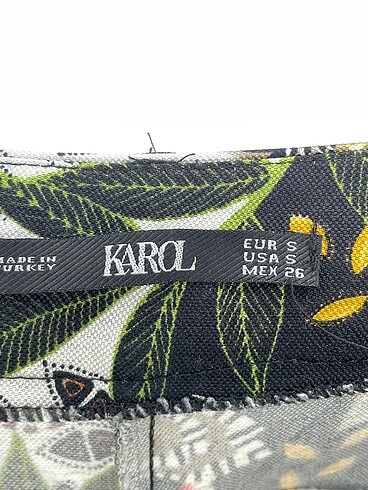 MADE IN
TURKEY
KAROL
EUR S
USA S
MEX 26